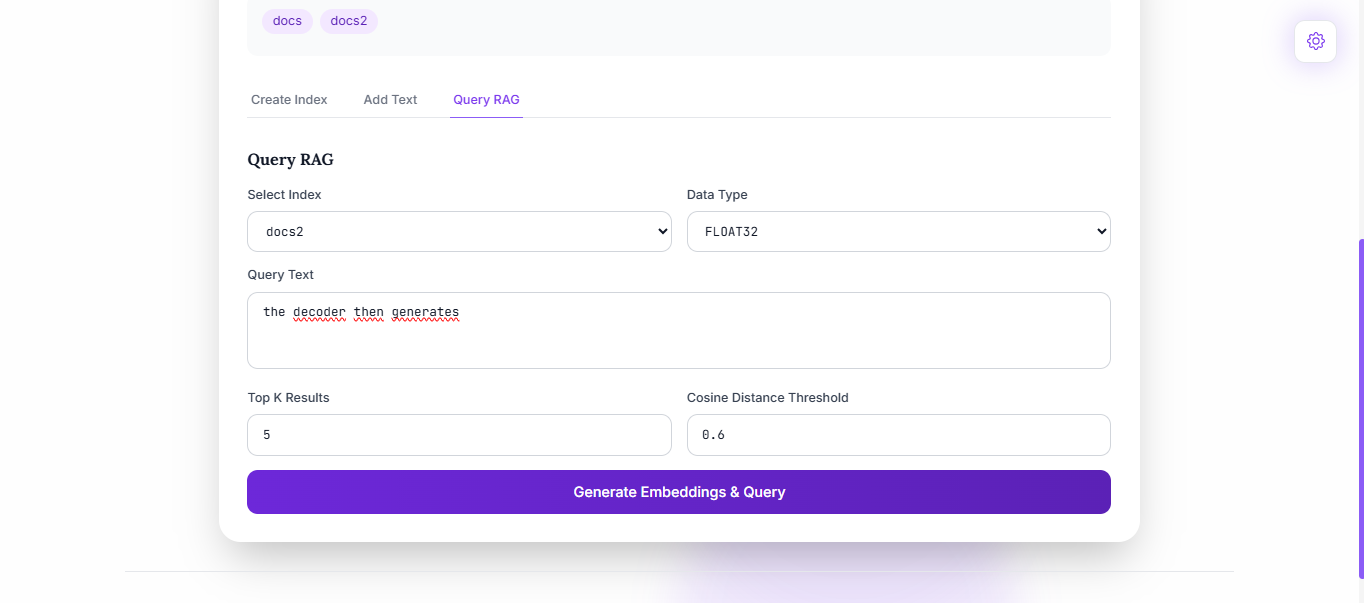 docs docs2
Create Index Add Text Query RAG
Query RAG
Select Index Data Type
docs2 FLOAT32
Query Text
the decoder then generates
Top K Results Cosine Distance Threshold
5 0.6
Generate Embeddings & Query